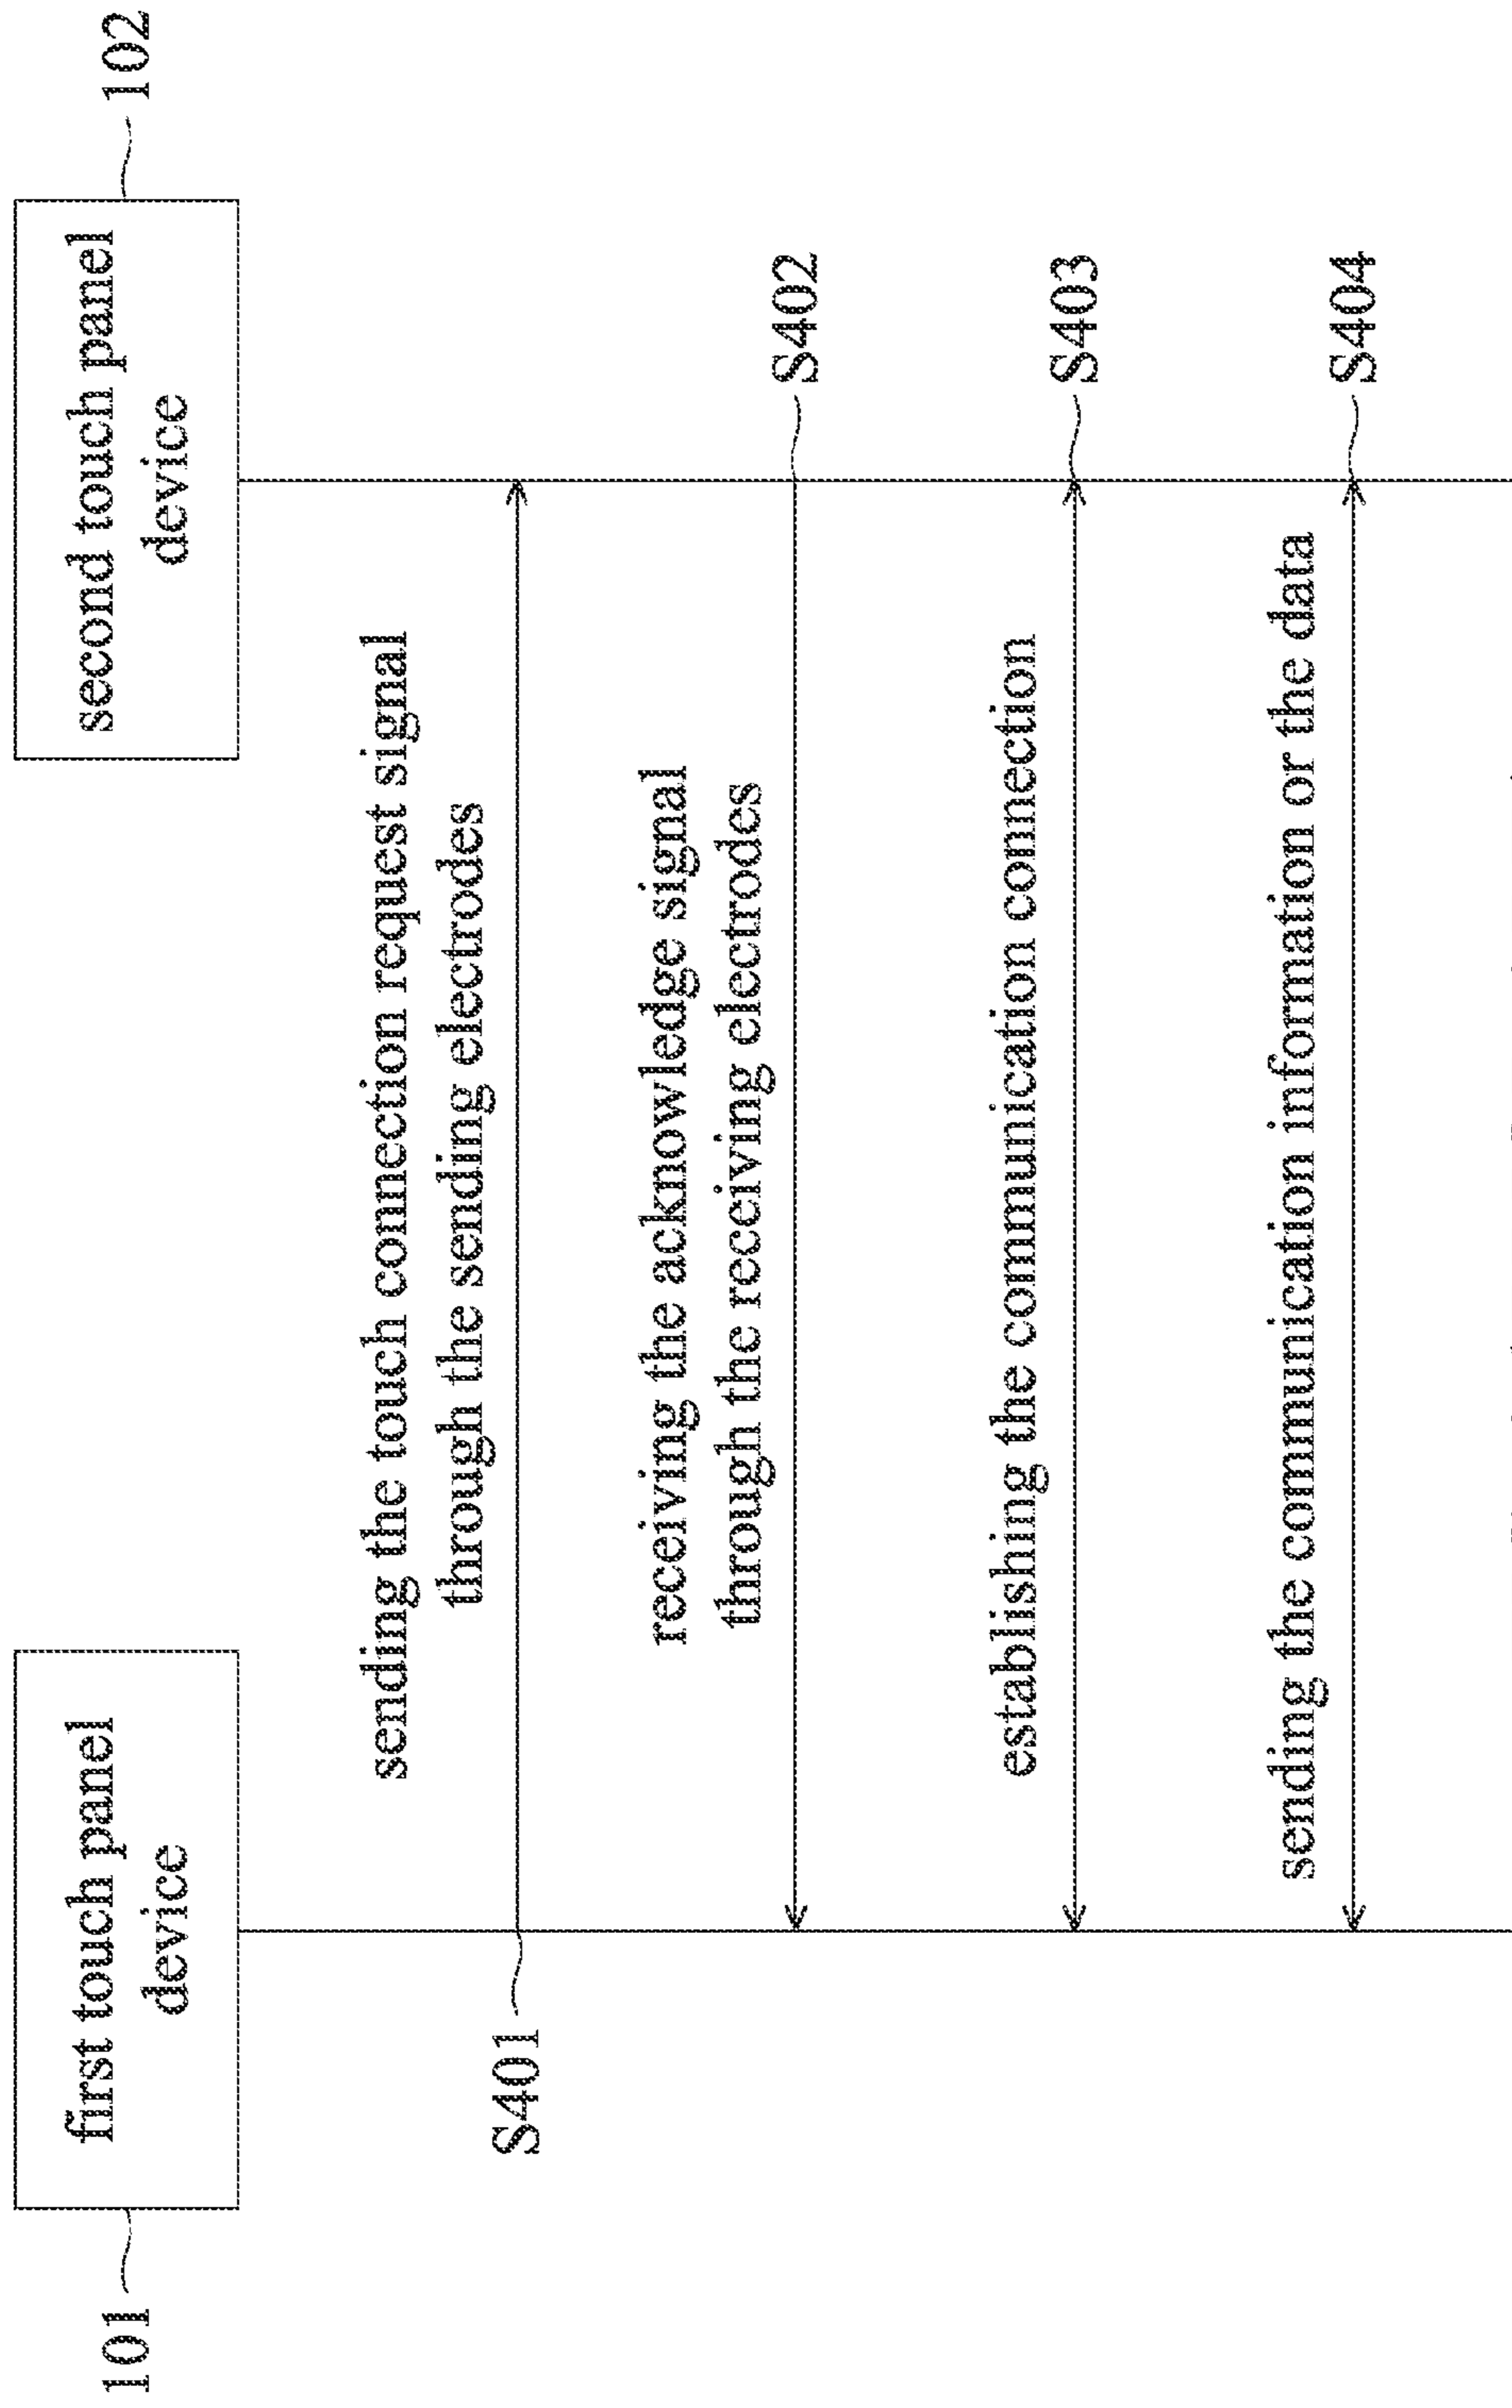 101
first touch panel
device
second touch panel
device
102
sending the touch connection request signal
through the sending electrodes
S401
receiving the acknowledge signal
through the receiving electrodes
S402
establishing the communication connection
S403
sending the communication information or the data
S404